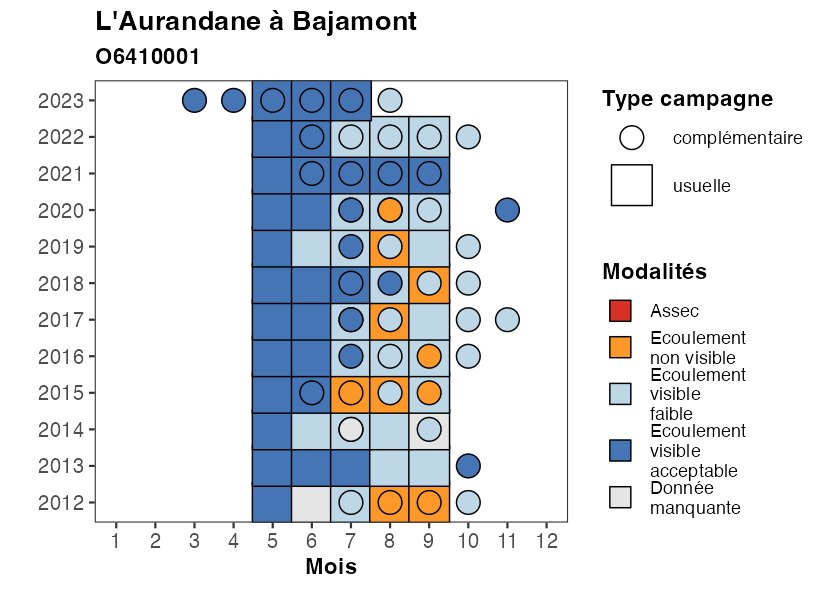 L'Aurandane à Bajamont
O6410001
2023
2022
2021
2020
2019
2018
2017
2016
2015
2014
2013
2012
1 2 3 4 5 6 7 8 9 10 11 12
Mois
Type campagne
complémentaire
usuelle
Modalités
Assec
Ecoulement
non visible
Ecoulement
visible
faible
Ecoulement
visible
acceptable
Donnée
manquante